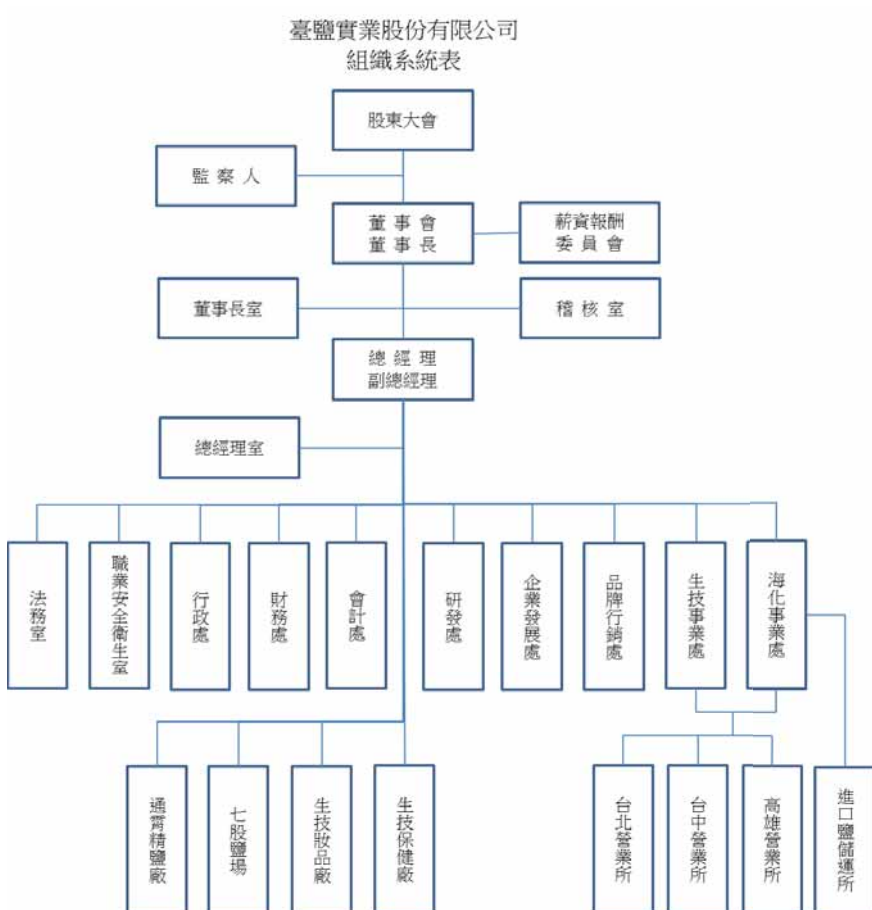 臺鹽實業股份有限公司
組織系統表
股東大會
監察人
董事會
董事長
薪資報酬
委員會
董事長室
稽核室
總經理
副總經理
總經理室
法務室
職業安全衛生室
行政處
財務處
會計處
研發處
企業發展處
品牌行銷處
生技事業處
海化事業處
通霄精鹽廠
七股鹽場
生技妝品廠
生技保健廠
台北營業所
台中營業所
高雄營業所
進口鹽儲運所